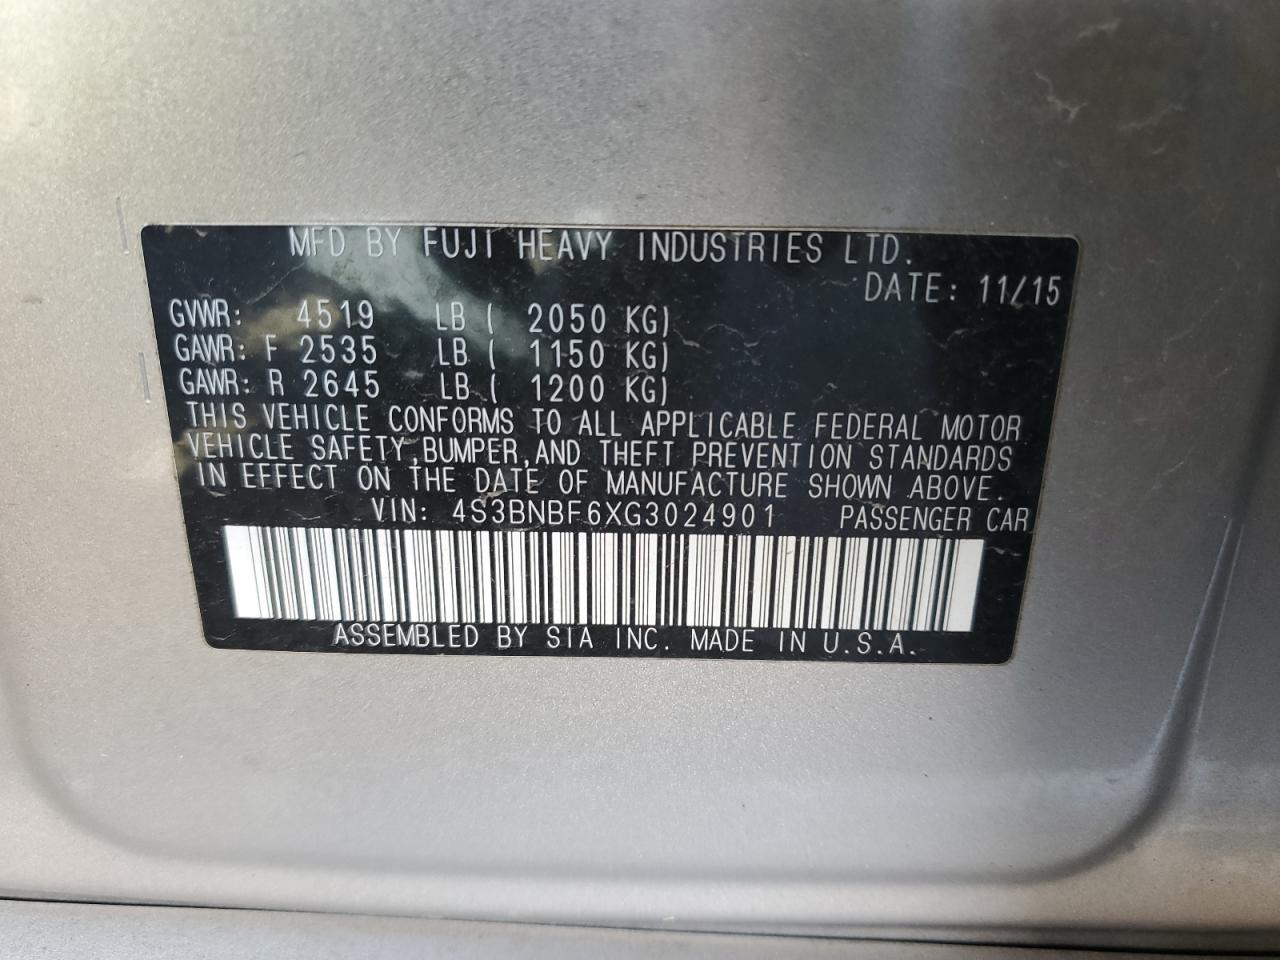 MFD BY FUJI HEAVY INDUSTRIES LTD.
DATE: 11/15
GVWR: 4519 LB ( 2050 KG)
GAWR: F 2535 LB ( 1150 KG)
GAWR: R 2645 LB ( 1200 KG)
THIS VEHICLE CONFORMS TO ALL APPLICABLE FEDERAL MOTOR
VEHICLE SAFETY,BUMPER,AND THEFT PREVENTION STANDARDS
IN EFFECT ON THE DATE OF MANUFACTURE SHOWN ABOVE.
VIN: 4S3BNBF6XG3024901 PASSENGER CAR
ASSEMBLED BY SIA INC. MADE IN U.S.A.